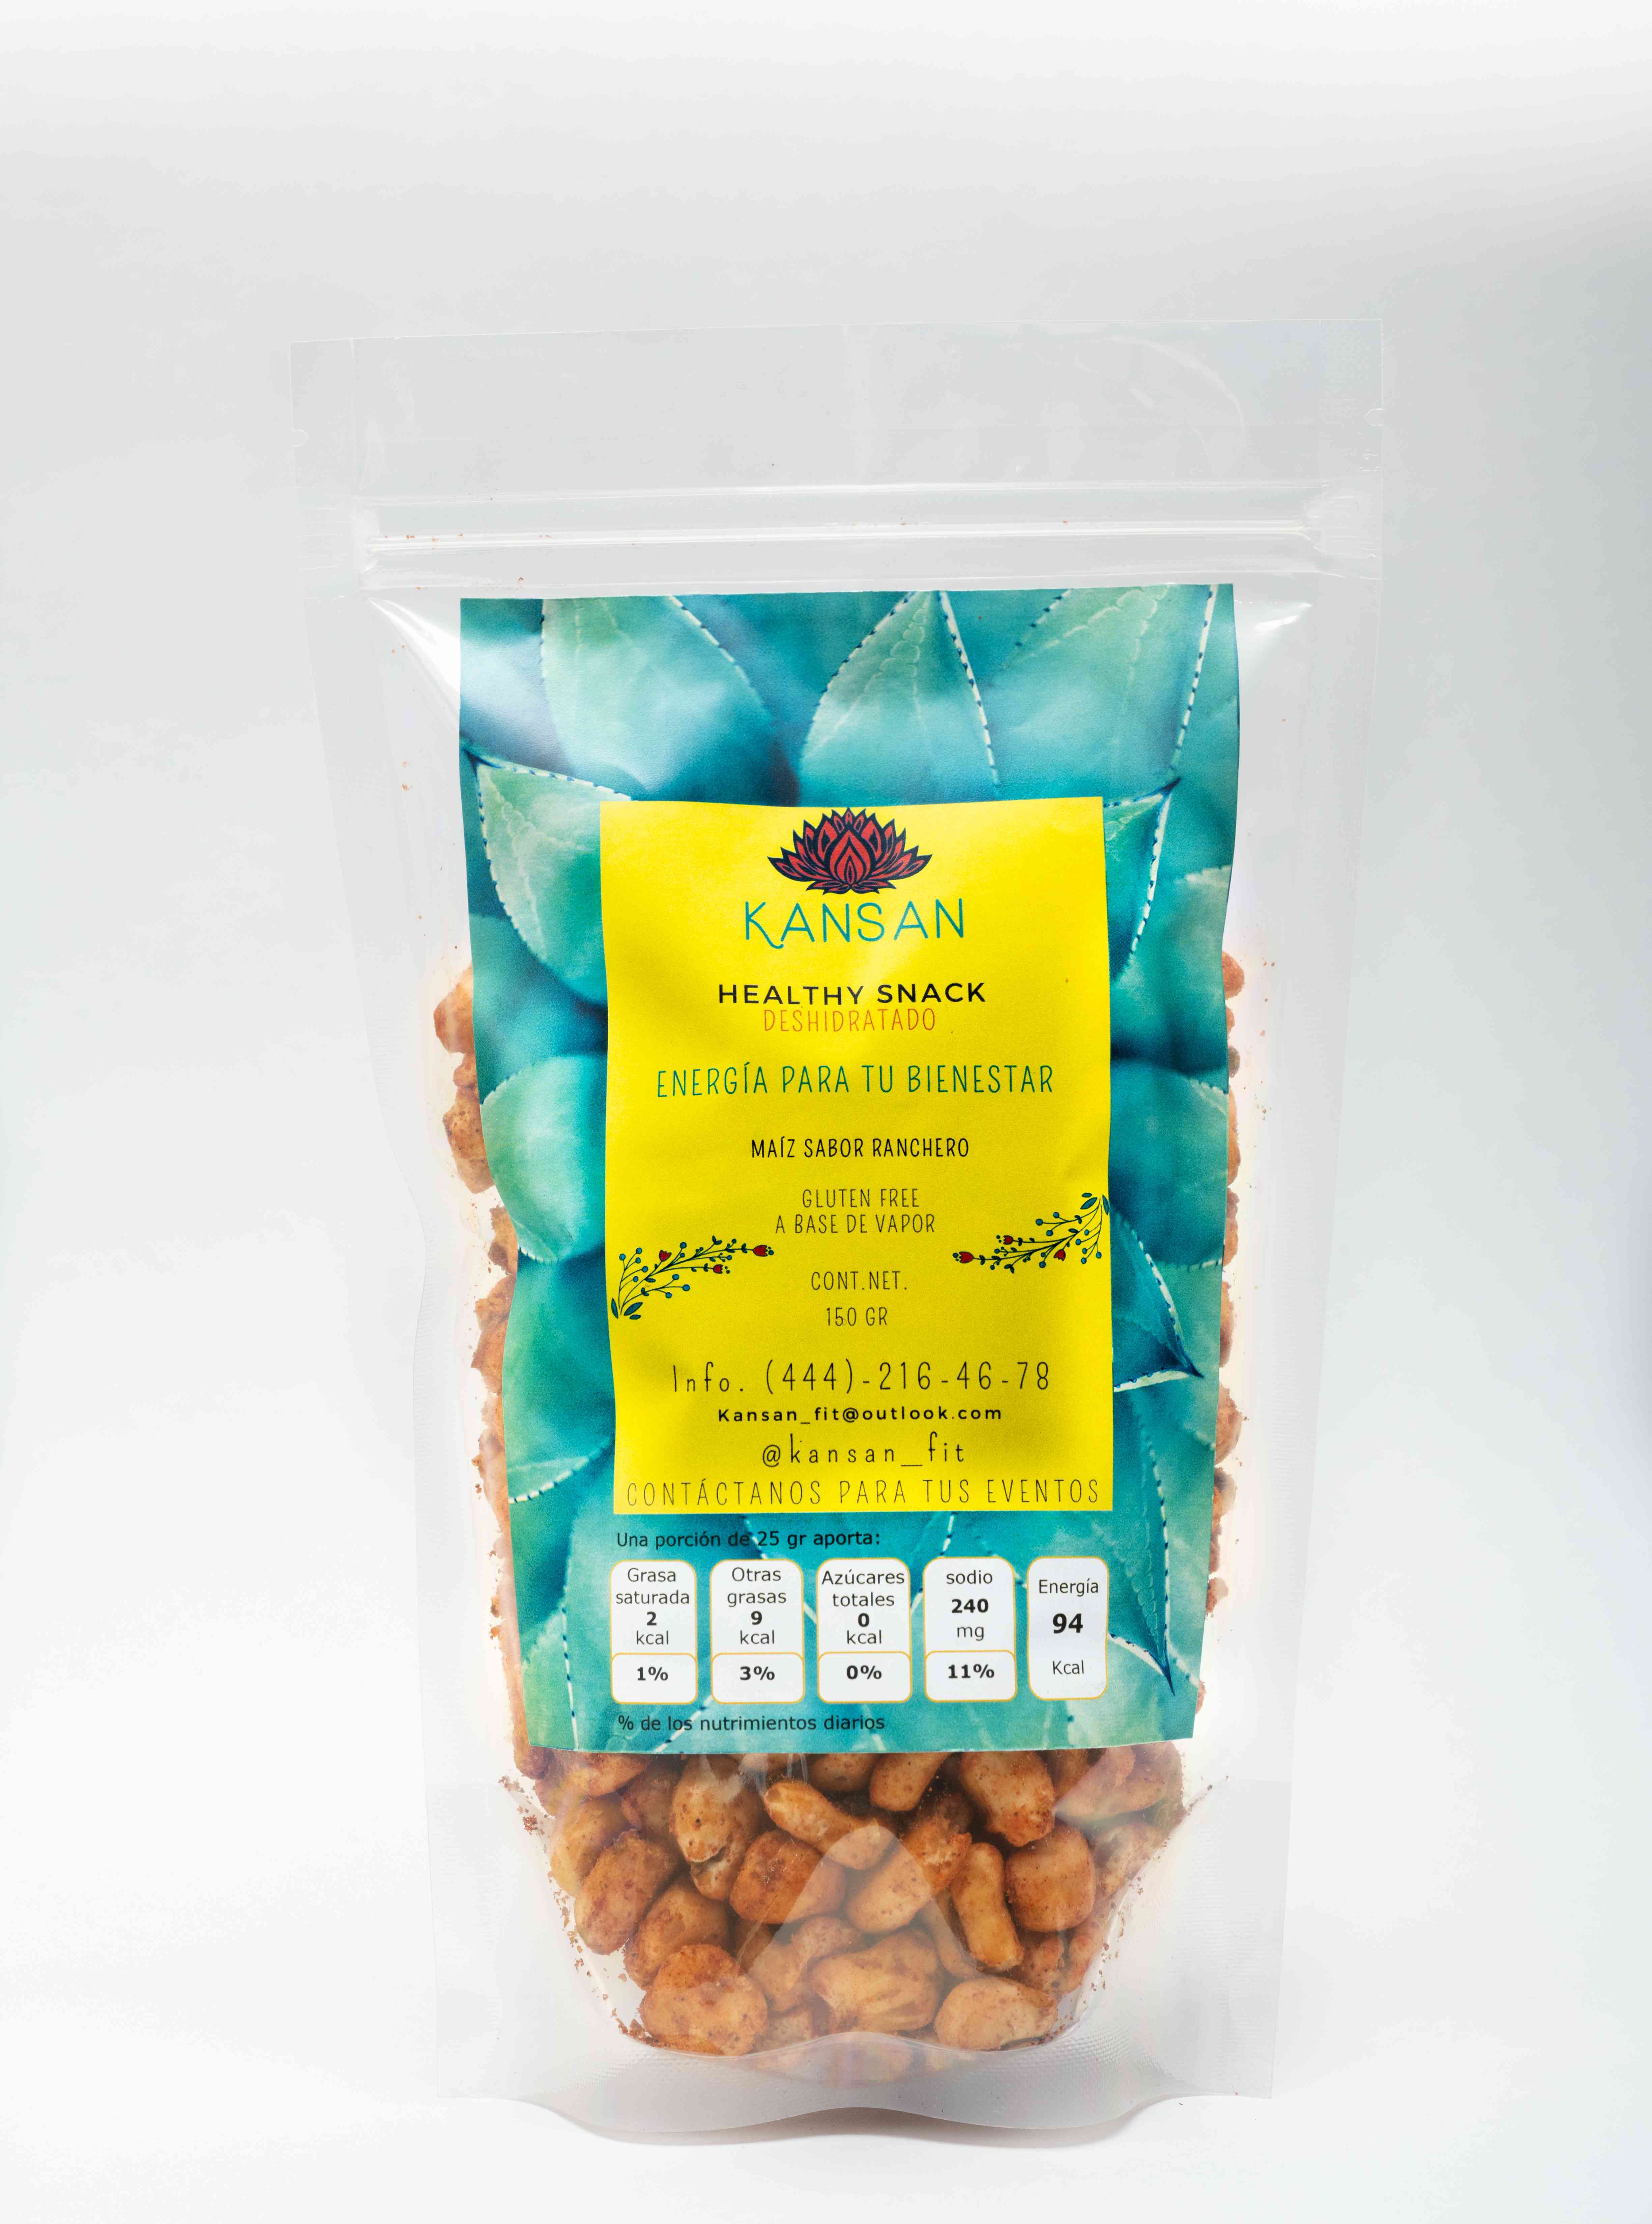 KANSAN
HEALTHY SNACK
DESHIDRATADO
ENERGÍA PARA TU BIENESTAR
MAÍZ SABOR RANCHERO
GLUTEN FREE
A BASE DE VAPOR
CONT.NET.
150 GR
Info. (444)-216-46-78
Kansan_fit@outlook.com
@kansan_fit
CONTÁCTANOS PARA TUS EVENTOS
Una porción de 25 gr aporta:
Grasa
saturada
2
kcal
1%
Otras
grasas
9
kcal
3%
Azúcares
totales
0
kcal
0%
sodio
240
mg
11%
Energía
94
Kcal
% de los nutrimientos diarios